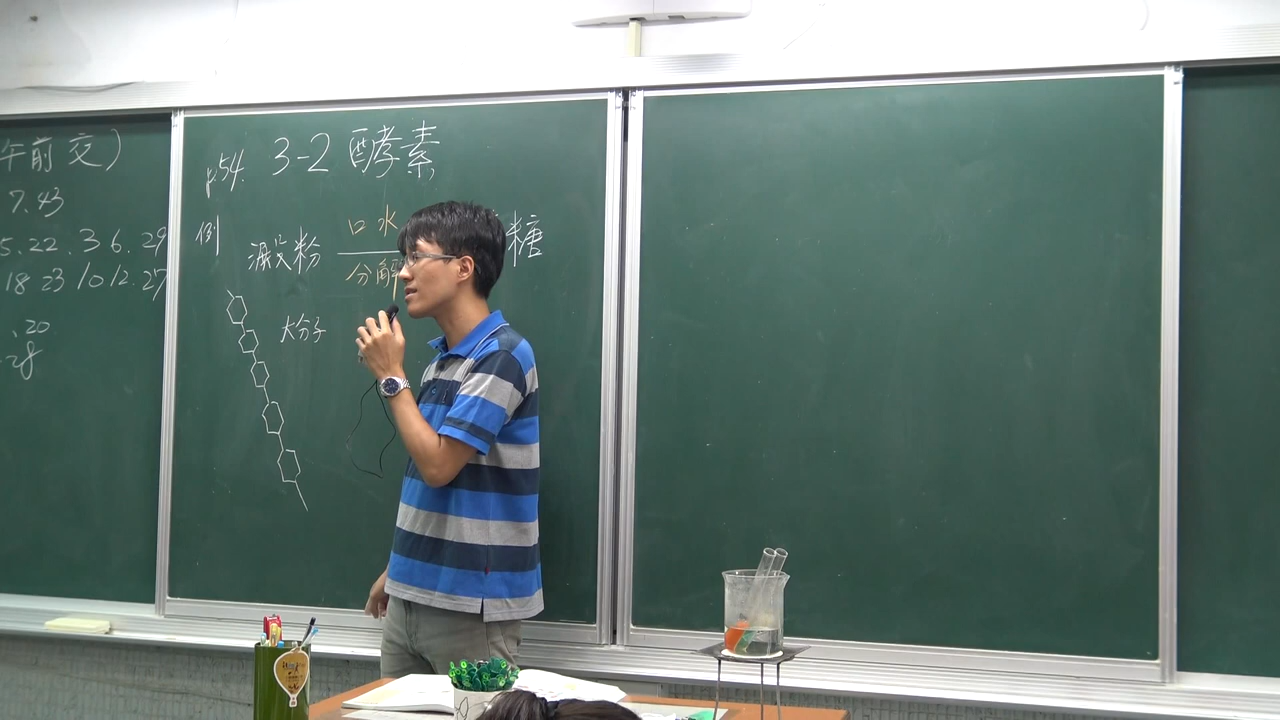 午前交)
7.43
5.22.36.29
18 23 10 12.27
.20
28
p.54. 3-2 酵素
例
澱粉
口水
分解
糖
大分子